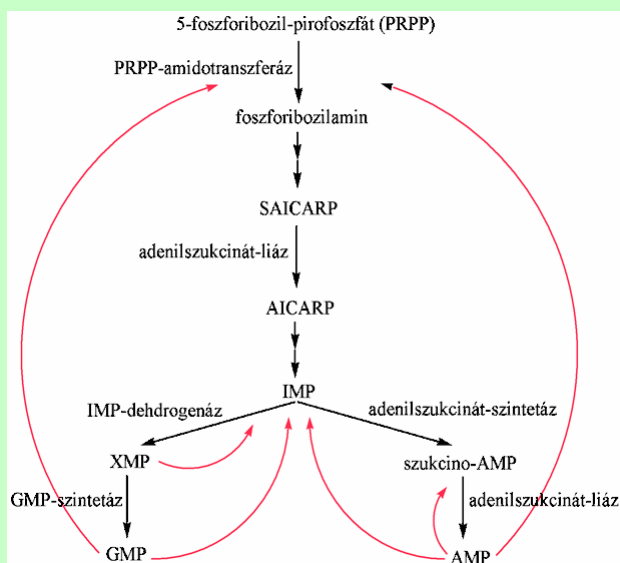 5-foszforibozil-pirofoszfát (PRPP)
PRPP-amidotranszferáz
foszforibozilamin
SAICARP
adenilszukcinát-liáz
AICARP
IMP
IMP-dehdrogenáz
adenilszukcinát-szintetáz
XMP
szukcino-AMP
GMP-szintetáz
adenilszukcinát-liáz
GMP
AMP